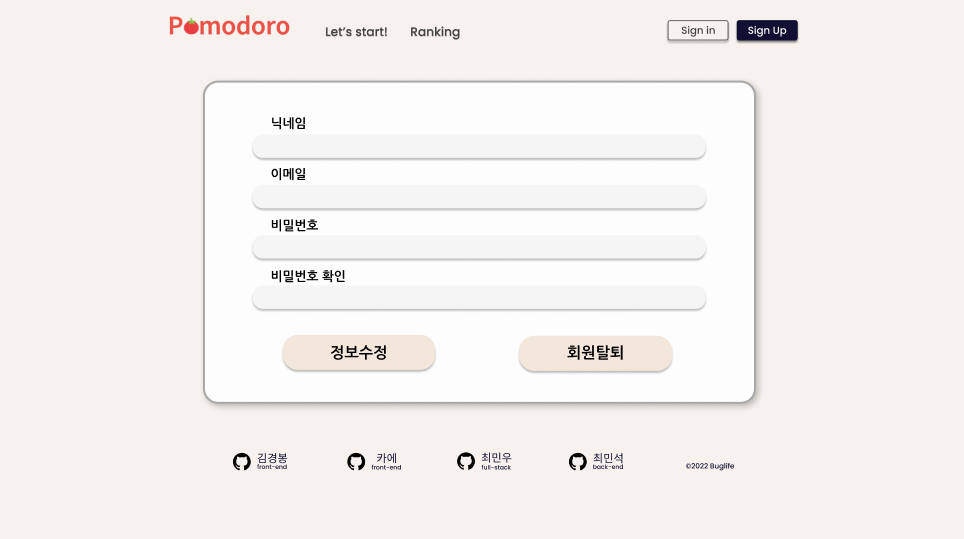 Pomodoro
Let's start!
Ranking
Sign in
Sign Up
닉네임
이메일
비밀번호
비밀번호 확인
정보수정
회원탈퇴
김경봉
front-end
카에
front-end
최민우
full-stack
최민석
back-end
©2022 Buglife